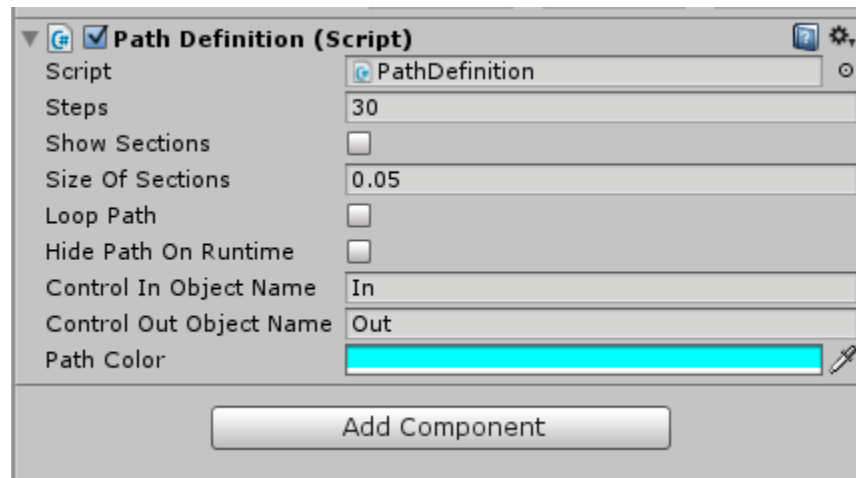 Path Definition (Script)
Script PathDefinition
Steps 30
Show Sections
Size Of Sections 0.05
Loop Path
Hide Path On Runtime
Control In Object Name In
Control Out Object Name Out
Path Color
Add Component